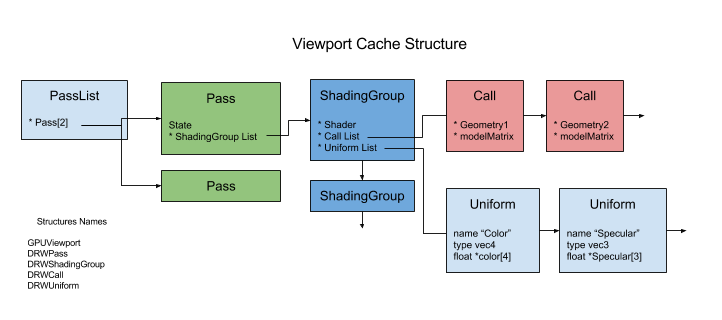 Viewport Cache Structure
PassList
* Pass[2]
Pass
State
* ShadingGroup List
Pass
ShadingGroup
* Shader
* Call List
* Uniform List
ShadingGroup
Call
* Geometry1
* modelMatrix
Call
* Geometry2
* modelMatrix
Uniform
name “Color”
type vec4
float *color[4]
Uniform
name “Specular”
type vec3
float *Specular[3]
Structures Names
GPUViewport
DRWPass
DRWShadingGroup
DRWCall
DRWUniform